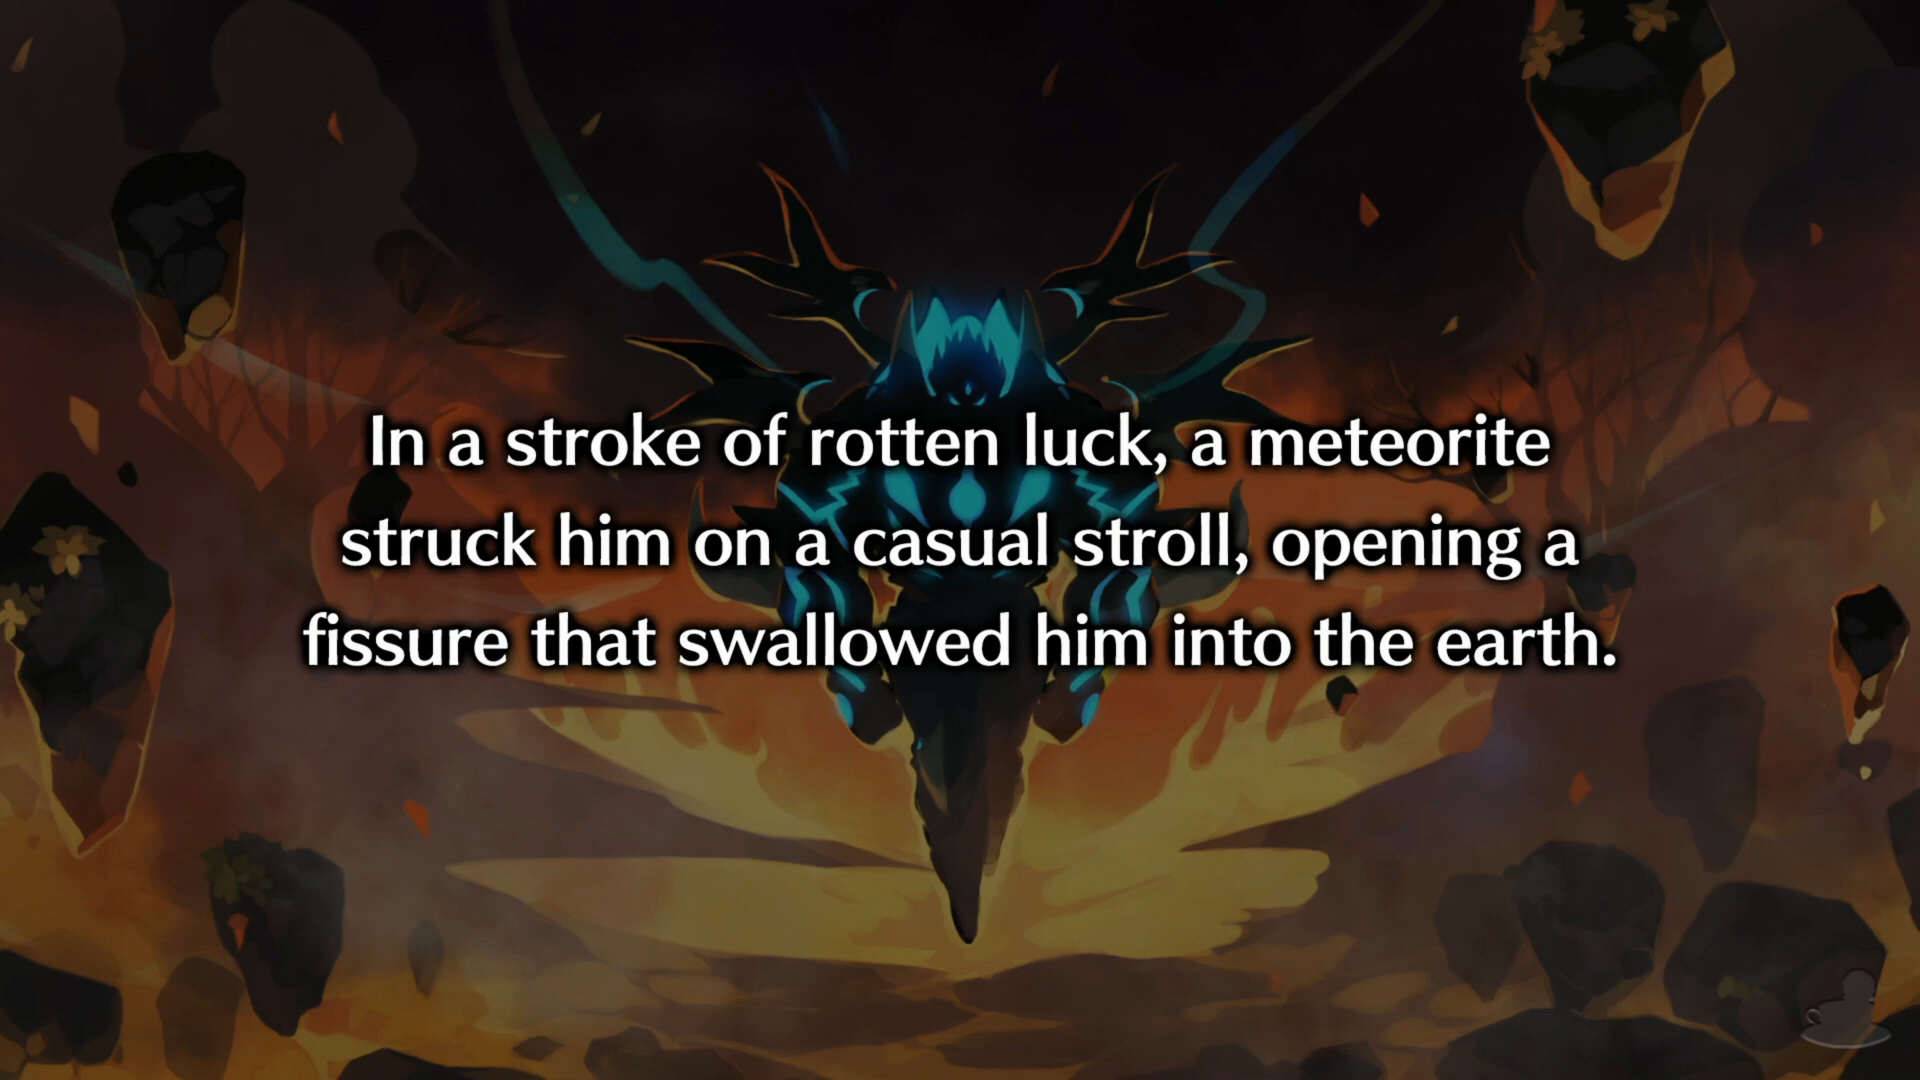 In a stroke of rotten luck, a meteorite
struck him on a casual stroll, opening a
fissure that swallowed him into the earth.